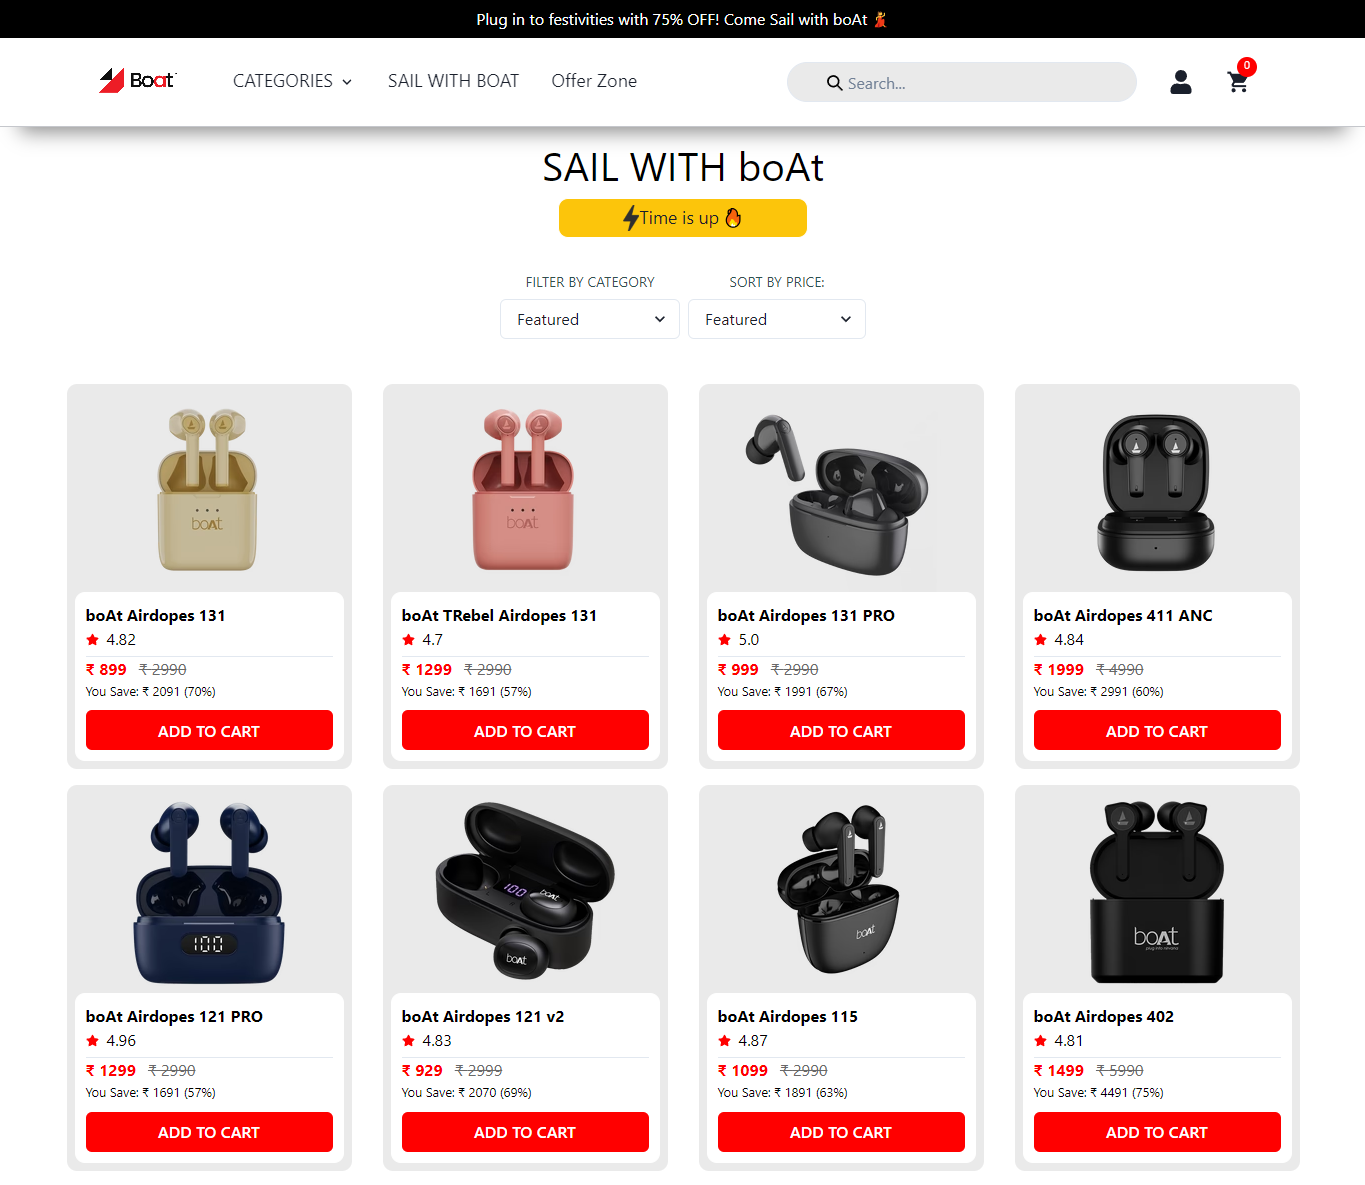 Plug in to festivities with 75% OFF! Come Sail with boAt 💃
Boat CATEGORIES SAIL WITH BOAT Offer Zone Search... 0
SAIL WITH boAt
⚡Time is up 🔥
FILTER BY CATEGORY SORT BY PRICE:
Featured Featured
boAt boAt
boAt Airdopes 131 boAt TRebel Airdopes 131 boAt Airdopes 131 PRO boAt Airdopes 411 ANC
4.82 4.7 5.0 4.84
₹ 899 ₹ 2990 ₹ 1299 ₹ 2990 ₹ 999 ₹ 2990 ₹ 1999 ₹ 4990
You Save: ₹ 2091 (70%) You Save: ₹ 1691 (57%) You Save: ₹ 1991 (67%) You Save: ₹ 2991 (60%)
ADD TO CART ADD TO CART ADD TO CART ADD TO CART
100 100 boAt boAt boAt boAt
boAt Airdopes 121 PRO boAt Airdopes 121 v2 boAt Airdopes 115 boAt Airdopes 402
4.96 4.83 4.87 4.81
₹ 1299 ₹ 2990 ₹ 929 ₹ 2999 ₹ 1099 ₹ 2990 ₹ 1499 ₹ 5990
You Save: ₹ 1691 (57%) You Save: ₹ 2070 (69%) You Save: ₹ 1891 (63%) You Save: ₹ 4491 (75%)
ADD TO CART ADD TO CART ADD TO CART ADD TO CART